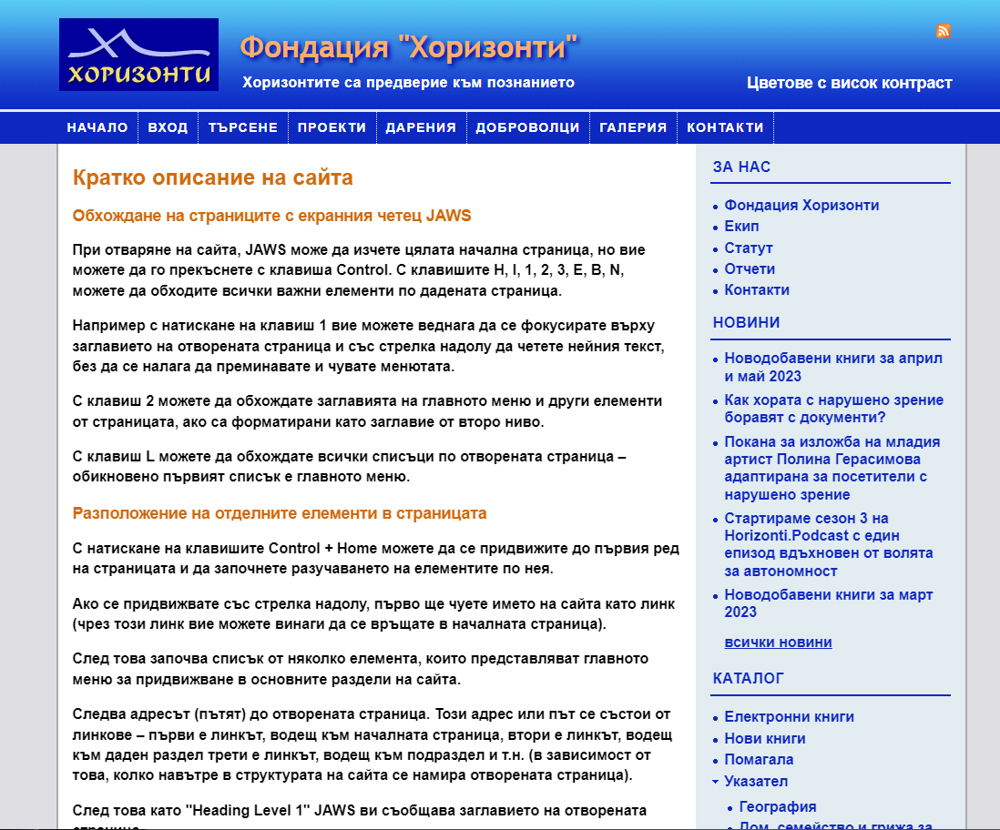 ХОРИЗОНТИ
Фондация "Хоризонти"
Хоризонтите са предверие към познанието
Цветове с висок контраст
НАЧАЛО ВХОД ТЪРСЕНЕ ПРОЕКТИ ДАРЕНИЯ ДОБРОВОЛЦИ ГАЛЕРИЯ КОНТАКТИ
Кратко описание на сайта
Обхождане на страниците с екранния четец JAWS
При отваряне на сайта, JAWS може да изчете цялата начална страница, но вие
можете да го прекъснете с клавиша Control. С клавишите H, I, 1, 2, 3, E, B, N,
можете да обходите всички важни елементи по дадената страница.
Например с натискане на клавиш 1 вие можете веднага да се фокусирате върху
заглавието на отворената страница и със стрелка надолу да четете нейния текст,
без да се налага да преминавате и чувате менютата.
С клавиш 2 можете да обхождате заглавията на главното меню и други елементи
от страницата, ако са форматирани като заглавие от второ ниво.
С клавиш L можете да обхождате всички списъци по отворената страница –
обикновено първият списък е главното меню.
Разположение на отделните елементи в страницата
С натискане на клавишите Control + Home можете да се придвижите до първия ред
на страницата и да започнете разучаването на елементите по нея.
Ако се придвижвате със стрелка надолу, първо ще чуете името на сайта като линк
(чрез този линк вие можете винаги да се връщате в началната страница).
След това започва списък от няколко елемента, които представляват главното
меню за придвижване в основните раздели на сайта.
Следва адресът (пътят) до отворената страница. Този адрес или път се състои от
линкове – първи е линкът, водещ към началната страница, втори е линкът, водещ
към даден раздел трети е линкът, водещ към подраздел и т.н. (в зависимост от
това, колко навътре в структурата на сайта се намира отворената страница).
След това като "Heading Level 1" JAWS ви съобщава заглавието на отворената
страница.
ЗА НАС
Фондация Хоризонти
Екип
Статут
Отчети
Контакти
НОВИНИ
Новодобавени книги за април
и май 2023
Как хората с нарушено зрение
боравят с документи?
Покана за изложба на младия
артист Полина Герасимова
адаптирана за посетители с
нарушено зрение
Стартираме сезон 3 на
Horizonti.Podcast с един
епизод вдъхновен от волята
за автономност
Новодобавени книги за март
2023
всички новини
КАТАЛОГ
Електронни книги
Нови книги
Помагала
Указател
География
Дом, семейство и грижа за